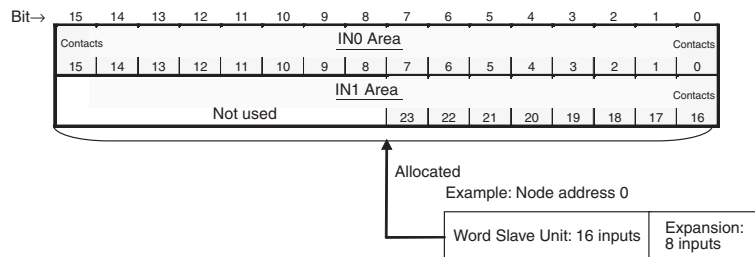 Bit→ 15 14 13 12 11 10 9 8 7 6 5 4 3 2 1 0
Contacts IN0 Area Contacts
15 14 13 12 11 10 9 8 7 6 5 4 3 2 1 0
IN1 Area Contacts
Not used 23 22 21 20 19 18 17 16
Allocated
Example: Node address 0
Word Slave Unit: 16 inputs
Expansion:
8 inputs